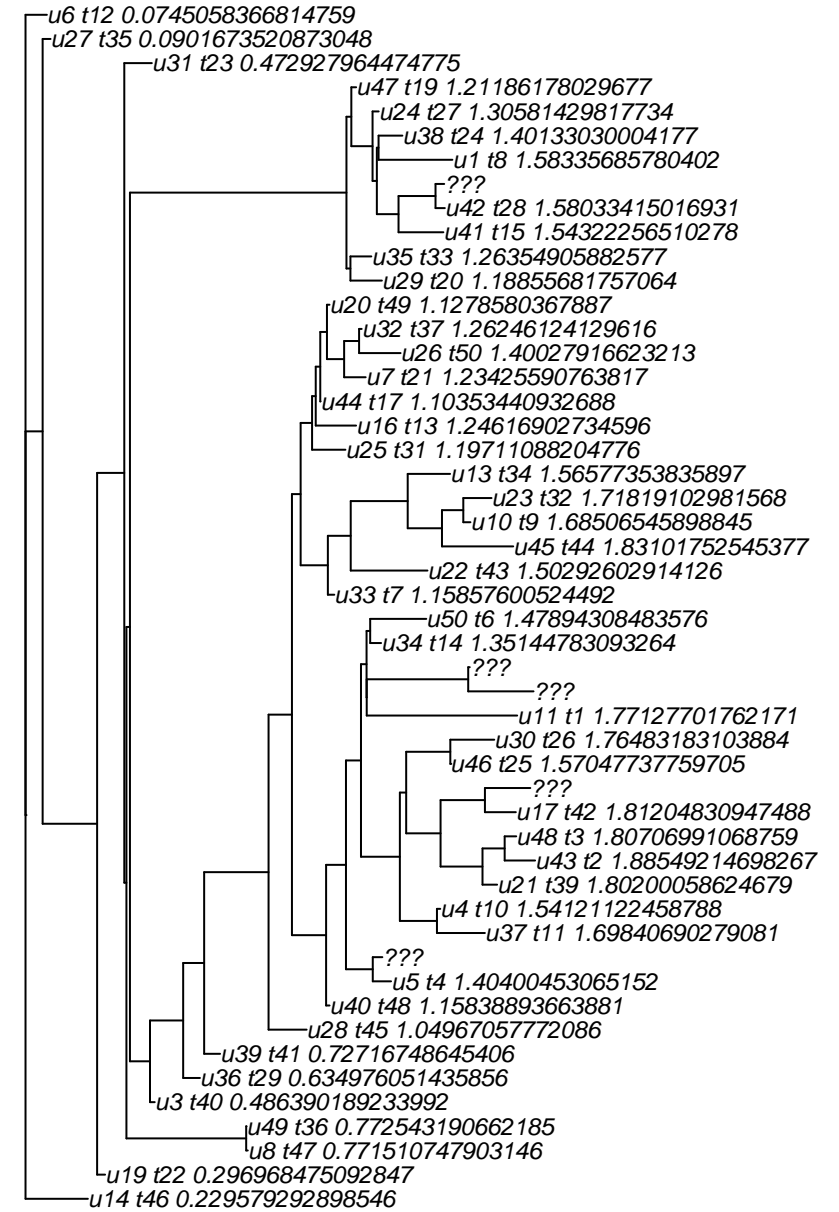 u6 t12 0.0745058366814759
u27 t35 0.0901673520873048
u31 t23 0.472927964474775
u47 t19 1.21186178029677
u24 t27 1.30581429817734
u38 t24 1.40133030004177
u1 t8 1.58335685780402
???
u42 t28 1.58033415016931
u41 t15 1.54322256510278
u35 t33 1.26354905882577
u29 t20 1.18855681757064
u20 t49 1.1278580367887
u32 t37 1.26246124129616
u26 t50 1.40027916623213
u7 t21 1.23425590763817
u44 t17 1.10353440932688
u16 t13 1.24616902734596
u25 t31 1.19711088204776
u13 t34 1.56577353835897
u23 t32 1.71819102981568
u10 t9 1.68506545898845
u45 t44 1.83101752545377
u22 t43 1.50292602914126
u33 t7 1.15857600524492
u50 t6 1.47894308483576
u34 t14 1.35144783093264
???
???
u11 t1 1.77127701762171
u30 t26 1.76483183103884
u46 t25 1.57047737759705
???
u17 t42 1.81204830947488
u48 t3 1.80706991068759
u43 t2 1.88549214698267
u21 t39 1.80200058624679
u4 t10 1.54121122458788
u37 t11 1.69840690279081
???
u5 t4 1.40400453065152
u40 t48 1.15838893663881
u28 t45 1.04967057772086
u39 t41 0.72716748645406
u36 t29 0.634976051435856
u3 t40 0.486390189233992
u49 t36 0.772543190662185
u8 t47 0.771510747903146
u19 t22 0.296968475092847
u14 t46 0.229579292898546